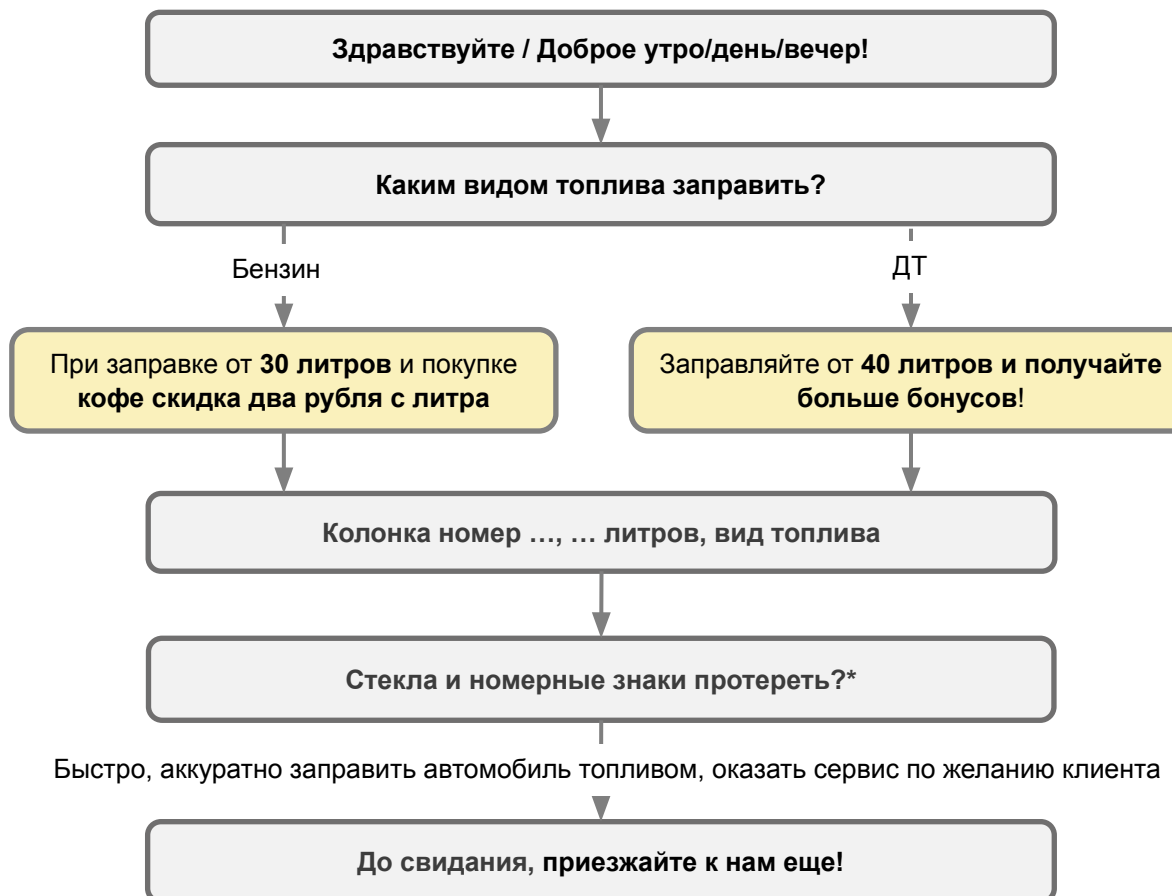 Здравствуйте / Доброе утро/день/вечер!
Каким видом топлива заправить?
Бензин
ДТ
При заправке от 30 литров и покупке
кофе скидка два рубля с литра
Заправляйте от 40 литров и получайте
больше бонусов!
Колонка номер …, … литров, вид топлива
Стекла и номерные знаки протереть?*
Быстро, аккуратно заправить автомобиль топливом, оказать сервис по желанию клиента
До свидания, приезжайте к нам еще!